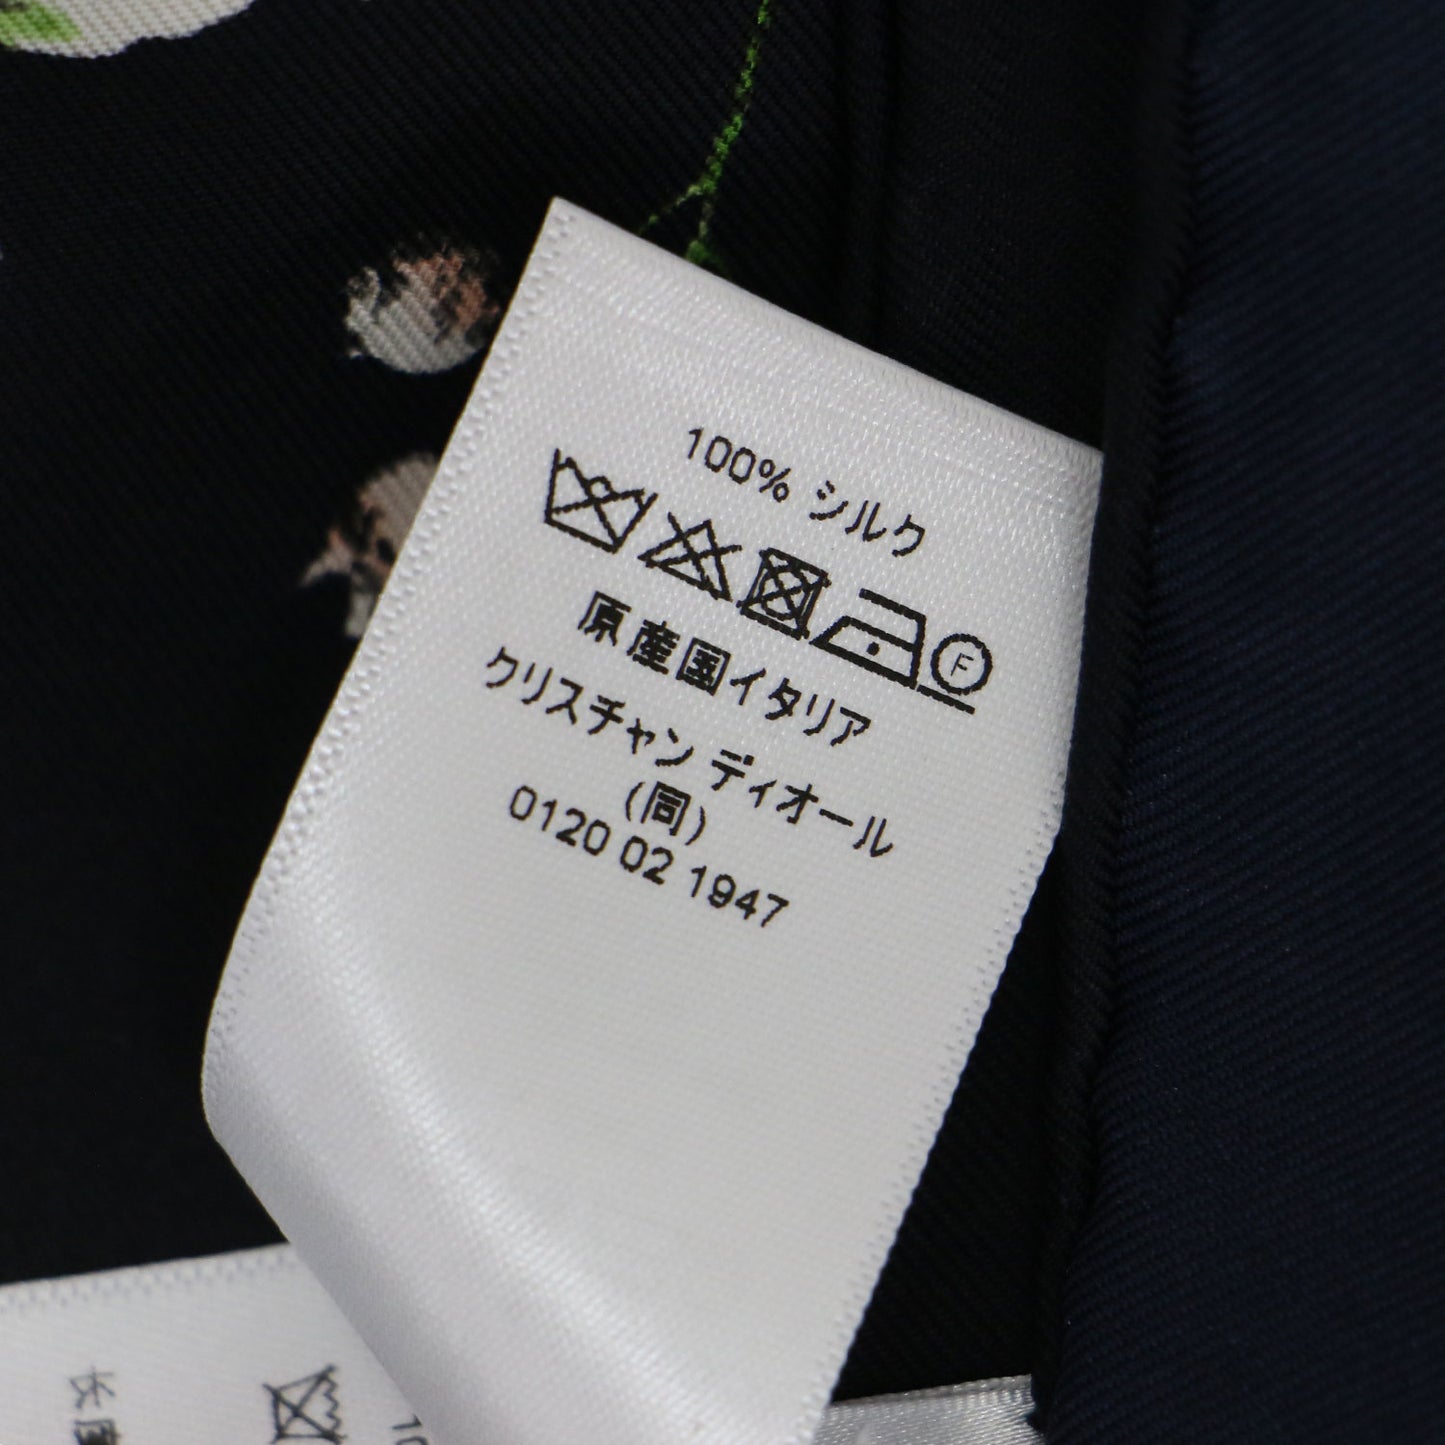 100% シルク
F
原産国イタリア
クリスチャン ディオール
(同)
0120 02 1947